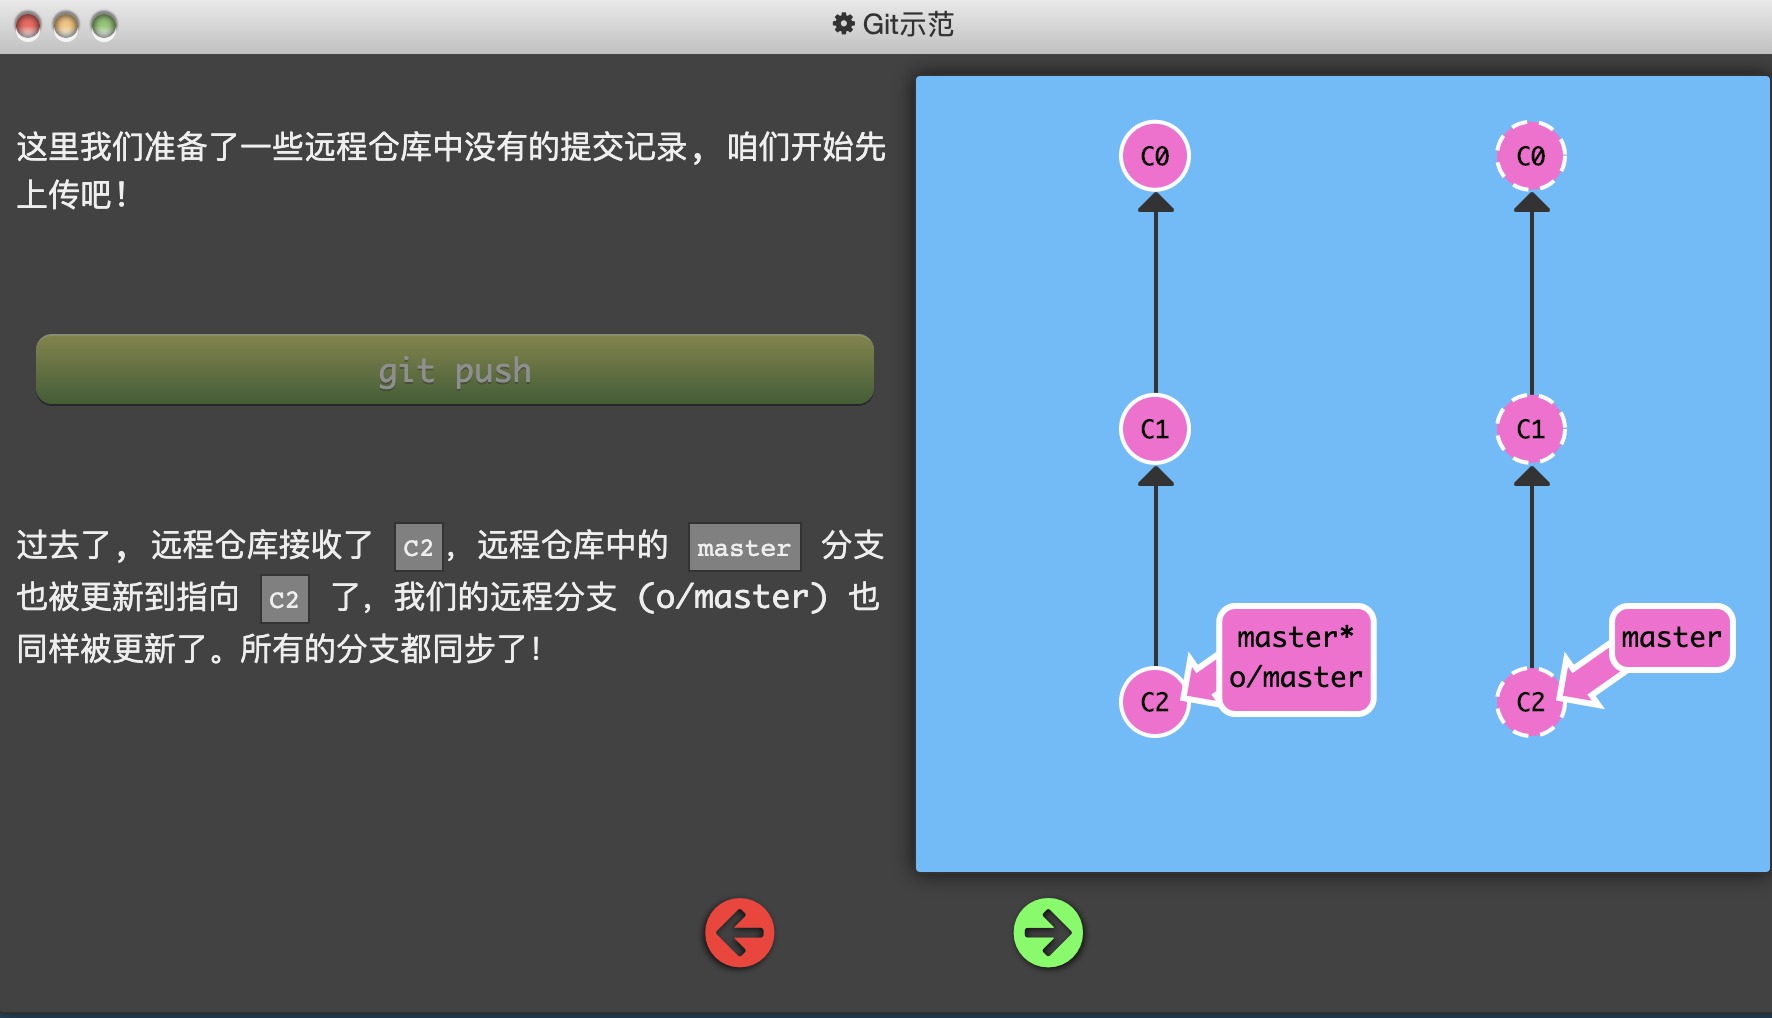 Git示范
这里我们准备了一些远程仓库中没有的提交记录, 咱们开始先
上传吧!
git push
过去了, 远程仓库接收了 C2, 远程仓库中的 master 分支
也被更新到指向 C2 了, 我们的远程分支 (o/master) 也
同样被更新了。所有的分支都同步了!
C0
C1
C2
master*
o/master
C0
C1
C2
master